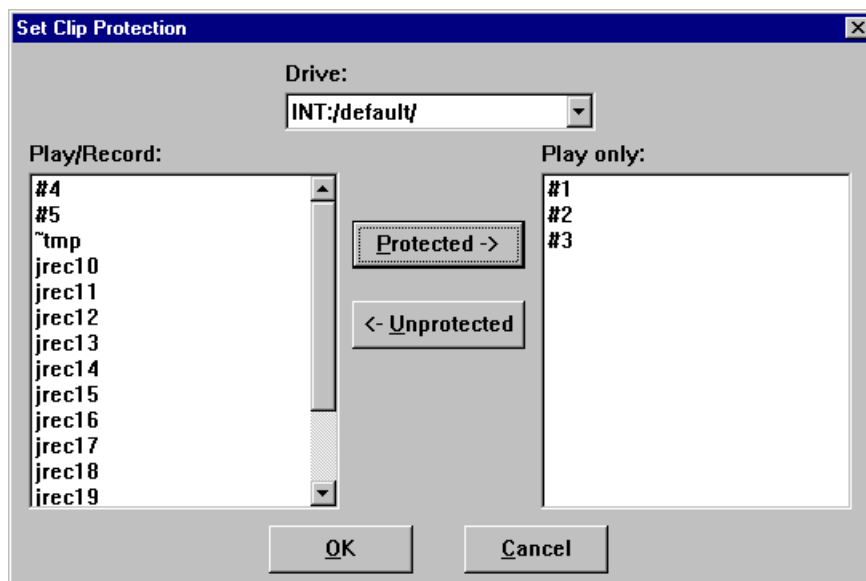 Set Clip Protection
Drive:
INT:/default/
Play/Record:
#4
#5
~tmp
jrec10
jrec11
jrec12
jrec13
jrec14
jrec15
jrec16
jrec17
jrec18
jrec19
Protected ->
<- Unprotected
Play only:
#1
#2
#3
OK
Cancel